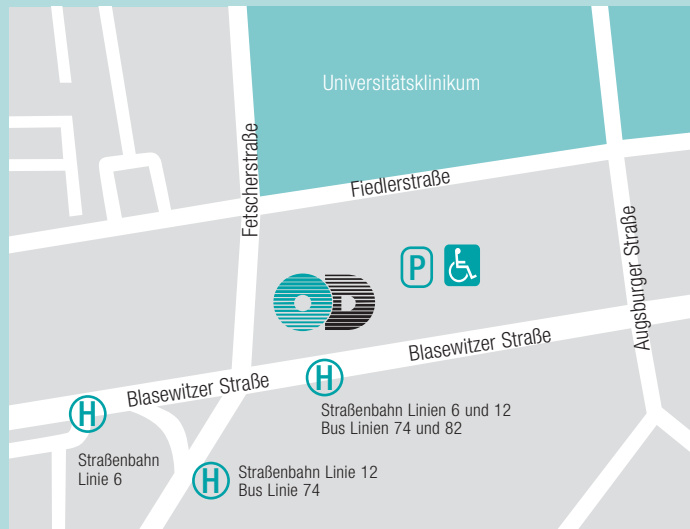 Universitätsklinikum
Fetscherstraße
Fiedlerstraße
Augsburger Straße
P
Blasewitzer Straße
Blasewitzer Straße
H
Straßenbahn Linien 6 und 12
Bus Linien 74 und 82
H
Straßenbahn
Linie 6
H
Straßenbahn Linie 12
Bus Linie 74